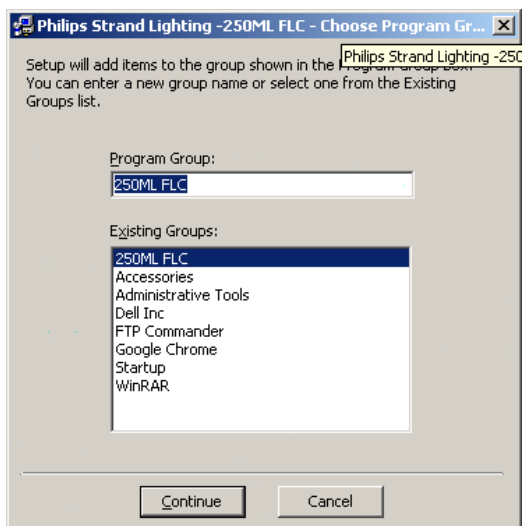 Philips Strand Lighting -250ML FLC - Choose Program Gr...
Philips Strand Lighting -250
Setup will add items to the group shown in the Program Group box.
You can enter a new group name or select one from the Existing
Groups list.
Program Group:
250ML FLC
Existing Groups:
250ML FLC
Accessories
Administrative Tools
Dell Inc
FTP Commander
Google Chrome
Startup
WinRAR
Continue
Cancel